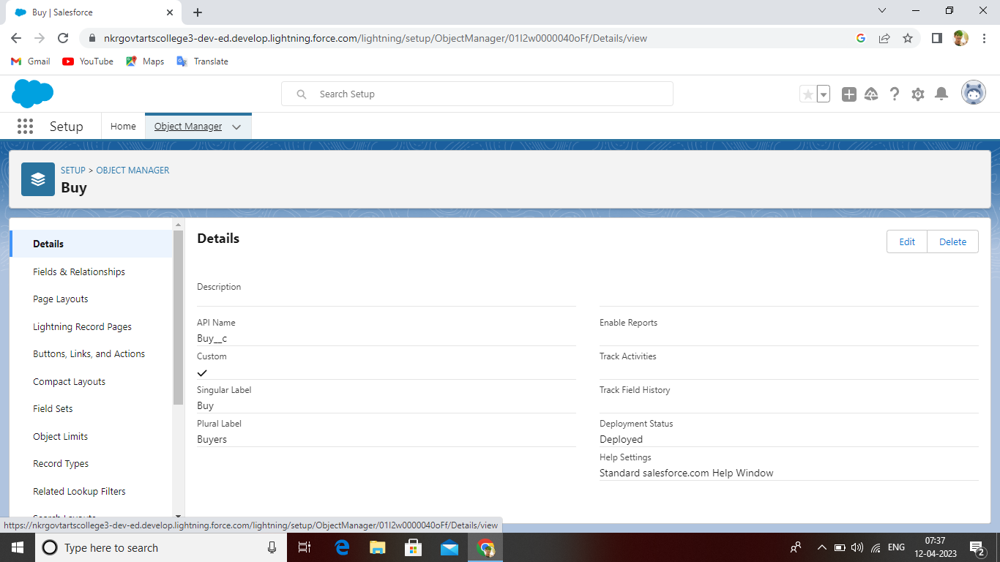 Buy | Salesforce
nkrgovtartscollege3-dev-ed.develop.lightning.force.com/lightning/setup/ObjectManager/01I2w0000040oFf/Details/view
Gmail YouTube Maps Translate
Search Setup
Setup Home Object Manager
SETUP > OBJECT MANAGER
Buy
Details
Fields & Relationships
Page Layouts
Lightning Record Pages
Buttons, Links, and Actions
Compact Layouts
Field Sets
Object Limits
Record Types
Related Lookup Filters
Search Layouts
Details
Edit Delete
Description
API Name
Buy__c
Custom
Singular Label
Buy
Plural Label
Buyers
Enable Reports
Track Activities
Track Field History
Deployment Status
Deployed
Help Settings
Standard salesforce.com Help Window
https://nkrgovtartscollege3-dev-ed.develop.lightning.force.com/lightning/setup/ObjectManager/01I2w0000040oFf/Details/view
Type here to search
ENG
07:37
12-04-2023
2